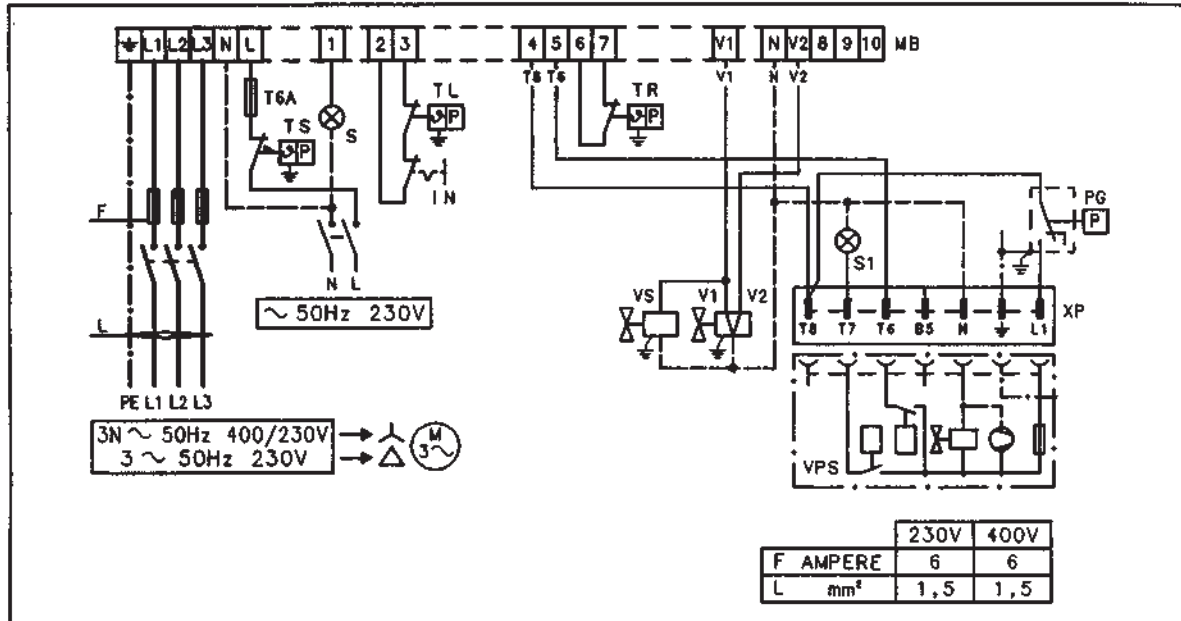 L1 L2 L3 N L 1 2 3 4 5 6 7 V1 N V2 8 9 10 MB
T8 T6 V1 N V2
T6A TL TR
TS ϑ P S ϑ P ϑ P
IN
F PG P
S1
N L
VS V1 V2
~ 50Hz 230V
XP
T8 T7 T6 B5 N L1
L
PE L1 L2 L3
3N ~ 50Hz 400/230V
M
3~
3 ~ 50Hz 230V
VPS
230V 400V
F AMPERE 6 6
L mm² 1,5 1,5